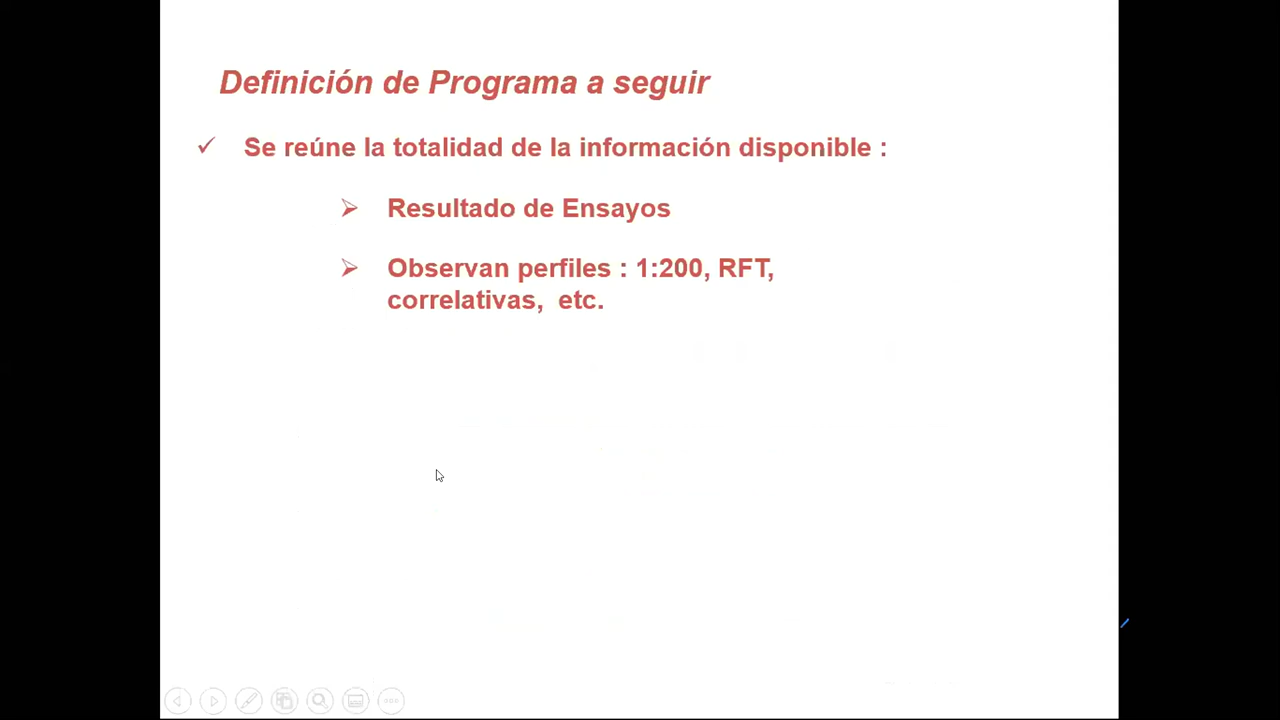 Definición de Programa a seguir
Se reúne la totalidad de la información disponible :
Resultado de Ensayos
Observan perfiles : 1:200, RFT,
correlativas, etc.